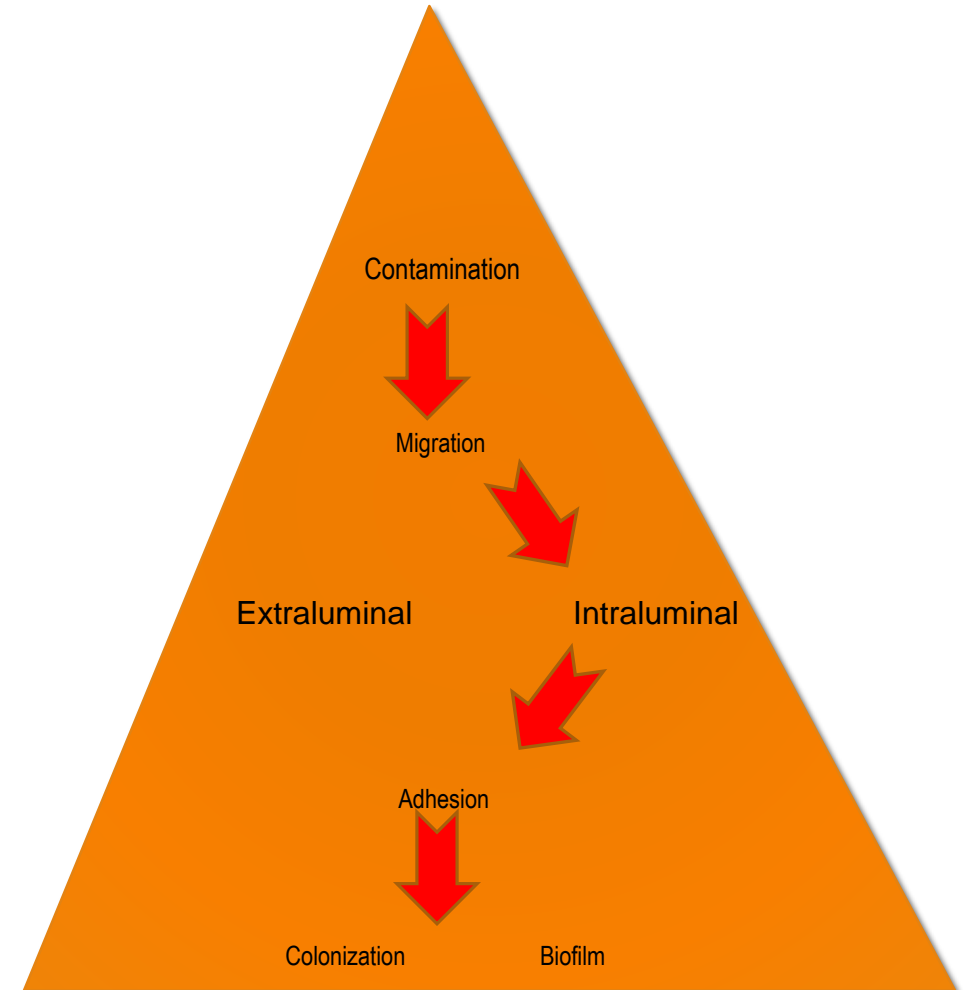 Contamination
Migration
Extraluminal Intraluminal
Adhesion
Colonization Biofilm